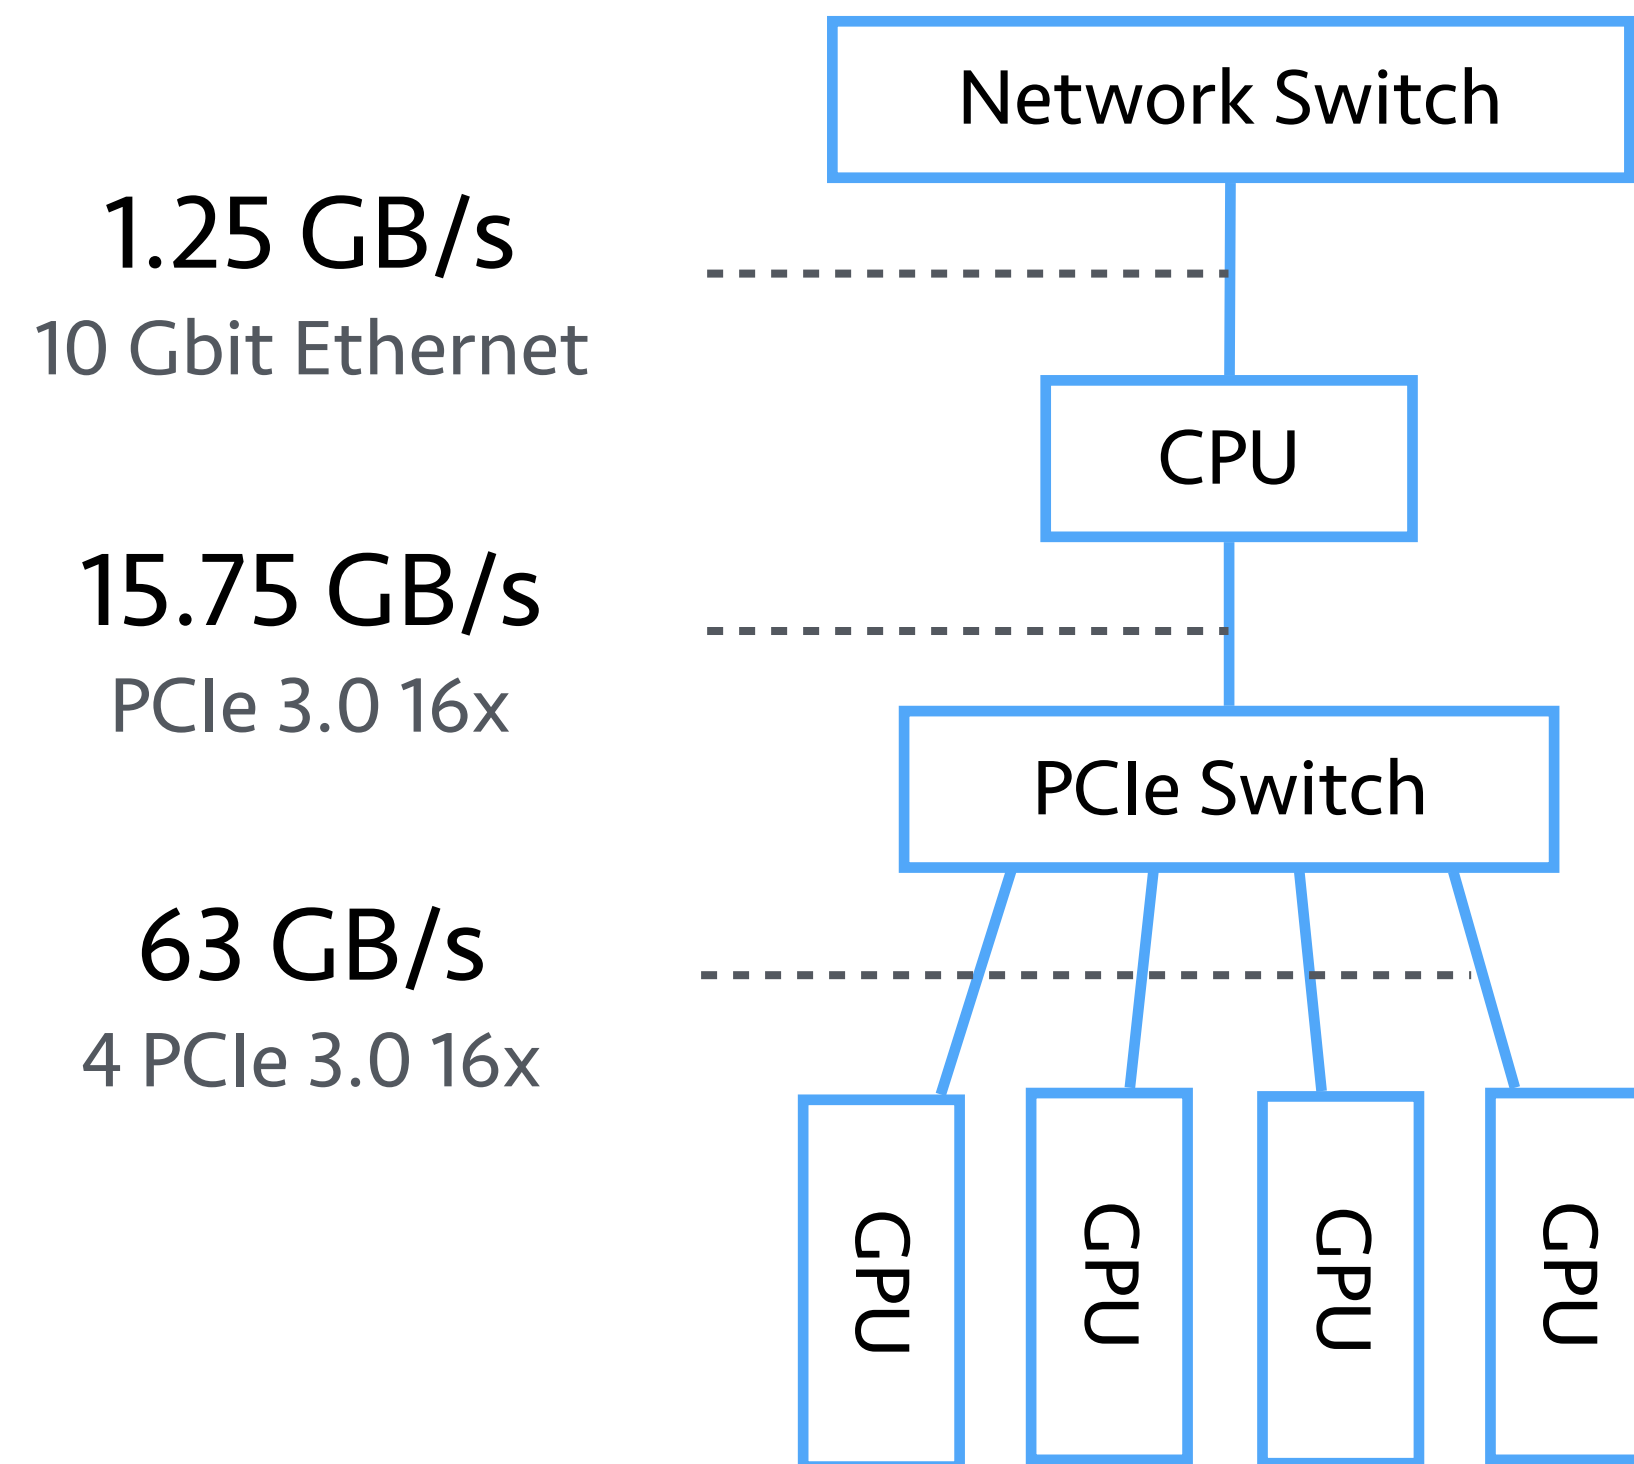 Network Switch
1.25 GB/s
10 Gbit Ethernet
CPU
15.75 GB/s
PCIe 3.0 16x
PCIe Switch
63 GB/s
4 PCIe 3.0 16x
GPU
GPU
GPU
GPU